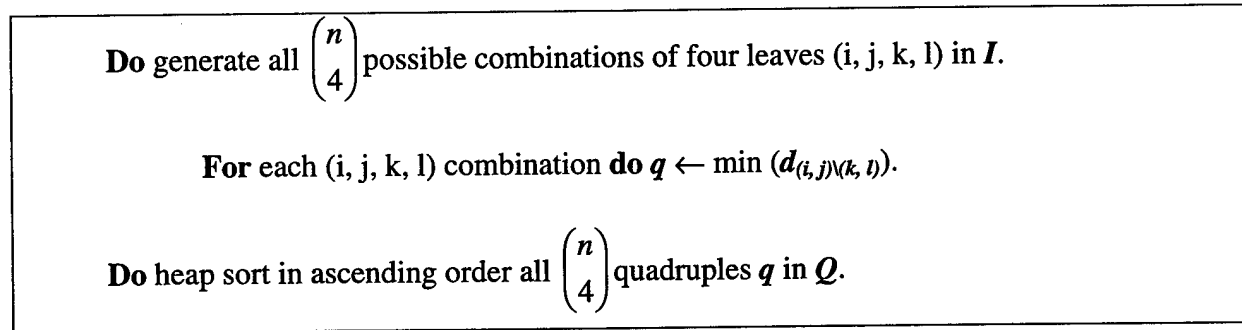 Do generate all (n 4) possible combinations of four leaves (i, j, k, l) in I.
For each (i, j, k, l) combination do q ← min (d(i, j)\(k, l)).
Do heap sort in ascending order all (n 4) quadruples q in Q.